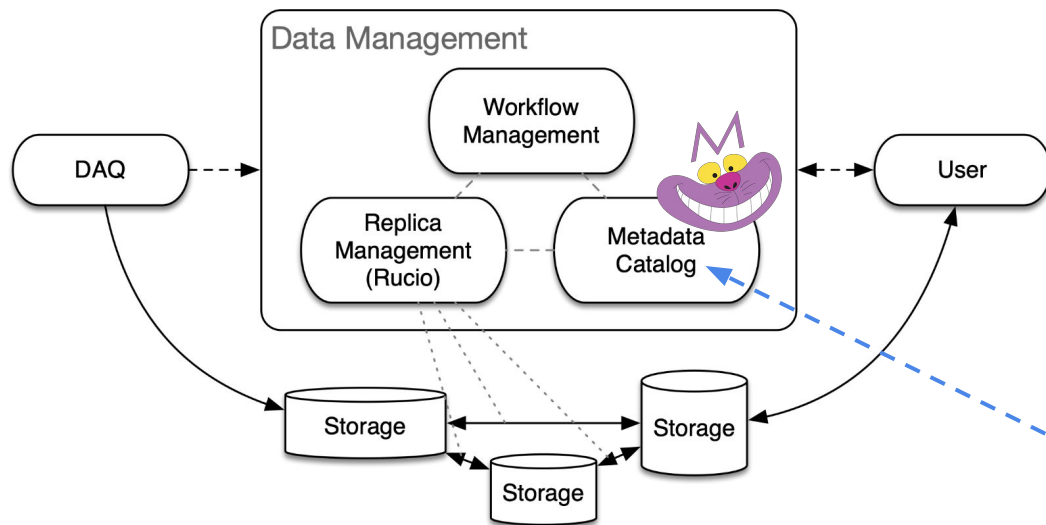 Data Management
Workflow
Management
M
DAQ
User
Replica
Management
(Rucio)
Metadata
Catalog
Storage
Storage
Storage